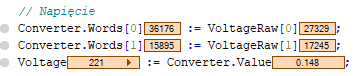 // Napięcie
Converter.Words[0] 36176 := VoltageRaw[0] 27329 ;
Converter.Words[1] 15895 := VoltageRaw[1] 17245 ;
Voltage 221 := Converter.Value 0.148 ;